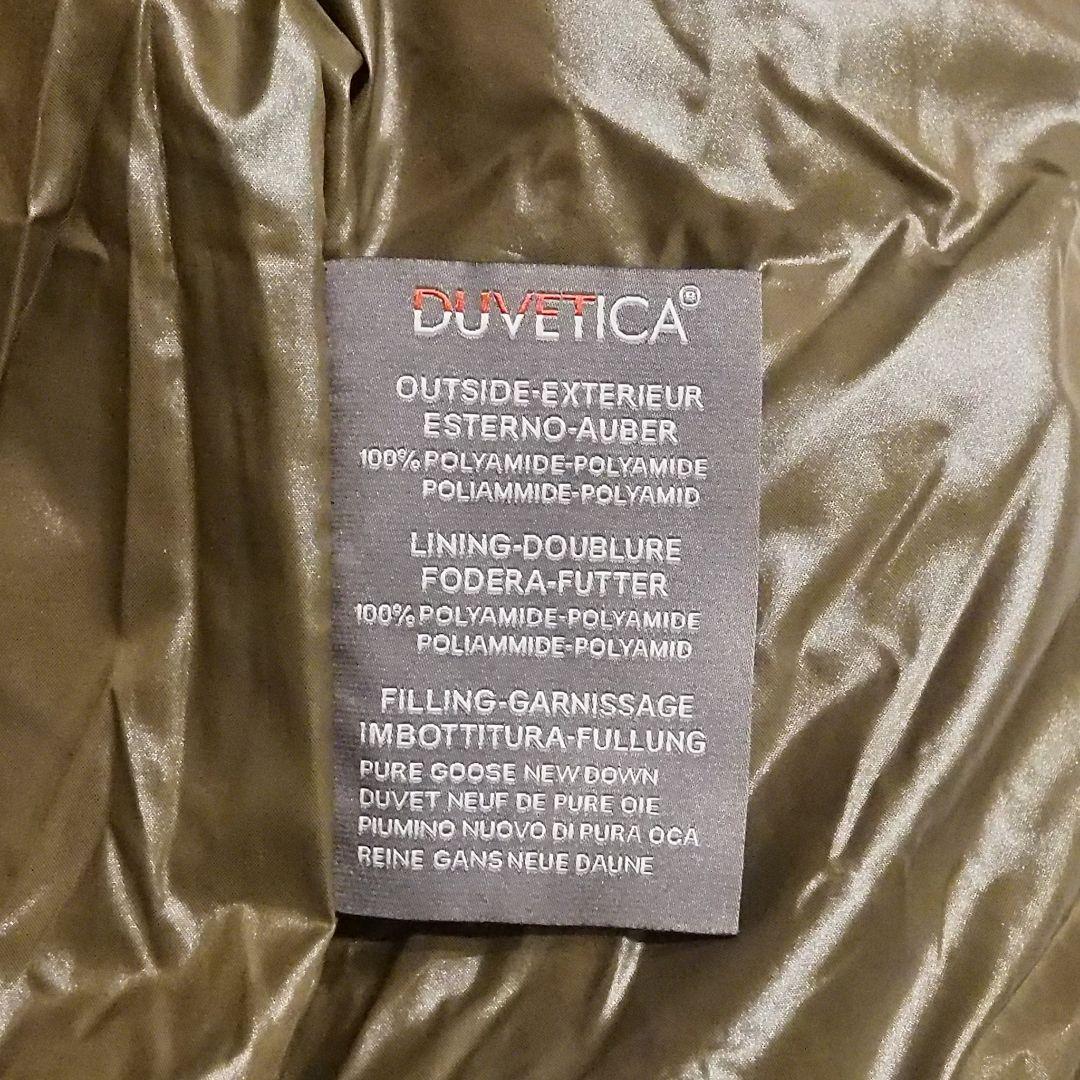 DUVETICA®
OUTSIDE-EXTERIEUR
ESTERNO-AUBER
100% POLYAMIDE-POLYAMIDE
POLIAMMIDE-POLYAMID
LINING-DOUBLURE
FODERA-FUTTER
100% POLYAMIDE-POLYAMIDE
POLIAMMIDE-POLYAMID
FILLING-GARNISSAGE
IMBOTTITURA-FULLUNG
PURE GOOSE NEW DOWN
DUVET NEUF DE PURE OIE
PIUMINO NUOVO DI PURA OCA
REINE GANS NEUE DAUNE